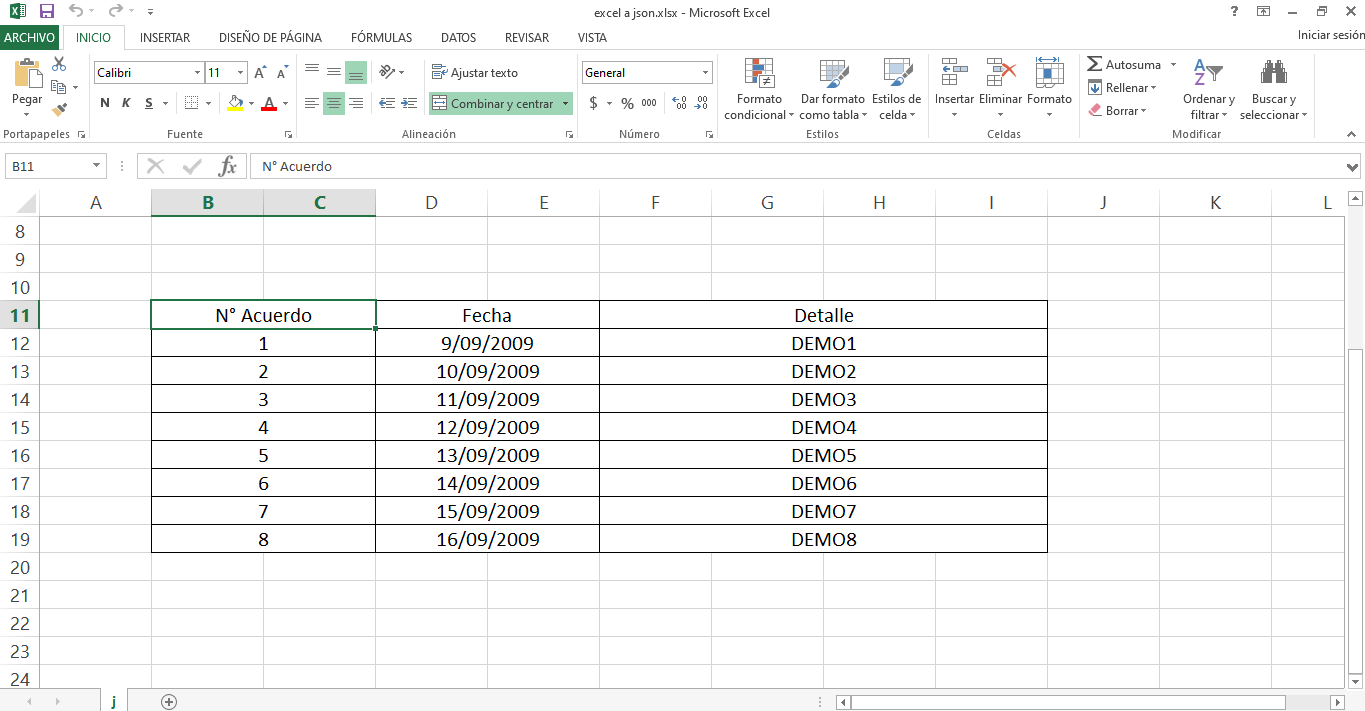 excel a json.xlsx - Microsoft Excel
ARCHIVO INICIO INSERTAR DISEÑO DE PÁGINA FÓRMULAS DATOS REVISAR VISTA Iniciar sesión
Calibri 11 Ajustar texto General Autosuma
Pegar N K S A Combinar y centrar $ % 000 Formato condicional Dar formato como tabla Estilos de celda Insertar Eliminar Formato Rellenar Borrar Ordenar y filtrar Buscar y seleccionar
Portapapeles Fuente Alineación Número Estilos Celdas Modificar
B11 fx N° Acuerdo
A B C D E F G H I J K L
8
9
10
11 N° Acuerdo Fecha Detalle
12 1 9/09/2009 DEMO1
13 2 10/09/2009 DEMO2
14 3 11/09/2009 DEMO3
15 4 12/09/2009 DEMO4
16 5 13/09/2009 DEMO5
17 6 14/09/2009 DEMO6
18 7 15/09/2009 DEMO7
19 8 16/09/2009 DEMO8
20
21
22
23
24
j